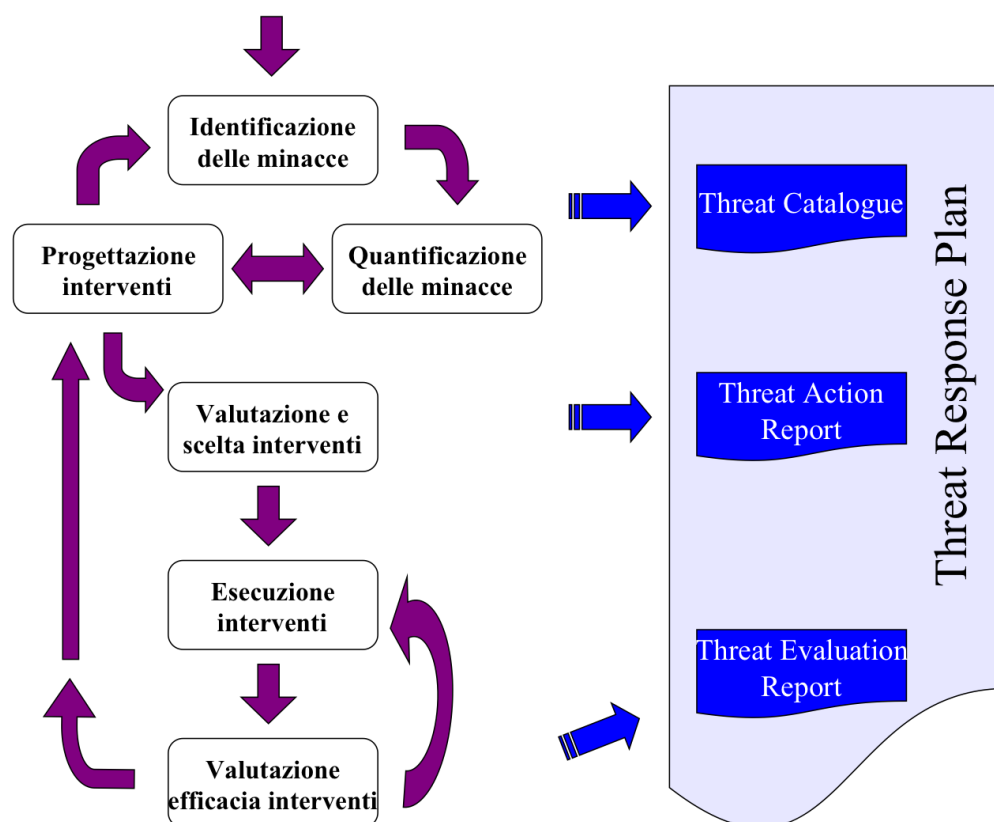 Identificazione
delle minacce
Progettazione
interventi
Quantificazione
delle minacce
Valutazione e
scelta interventi
Esecuzione
interventi
Valutazione
efficacia interventi
Threat Catalogue
Threat Action
Report
Threat Evaluation
Report
Threat Response Plan